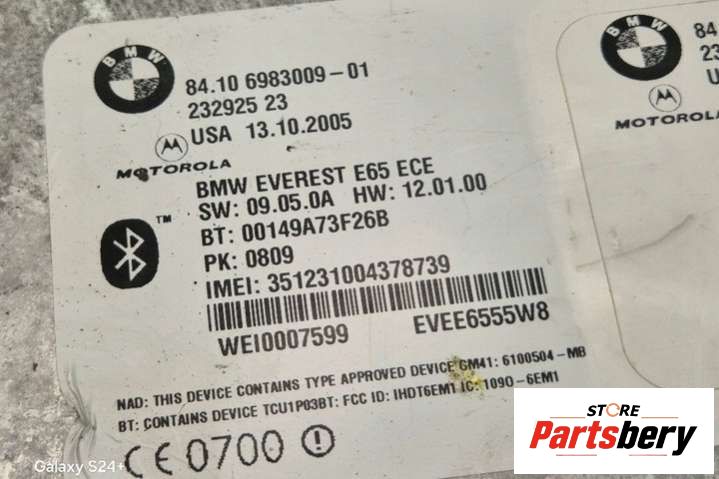 BMW
84.10 6983009-01
232925 23
USA 13.10.2005
MOTOROLA
BMW EVEREST E65 ECE
SW: 09.05.0A HW: 12.01.00
BT: 00149A73F26B
PK: 0809
IMEI: 351231004378739
WEI0007599 EVEE6555W8
NAD: THIS DEVICE CONTAINS TYPE APPROVED DEVICE GM41: 6100504-MB
BT: CONTAINS DEVICE TCU1P03BT: FCC ID: IHDT6EM1 IC: 1090-6EM1
CE 0700
TM
BMW
84
23
USA
MOTOROLA
Galaxy S24+
STORE
Partsbery